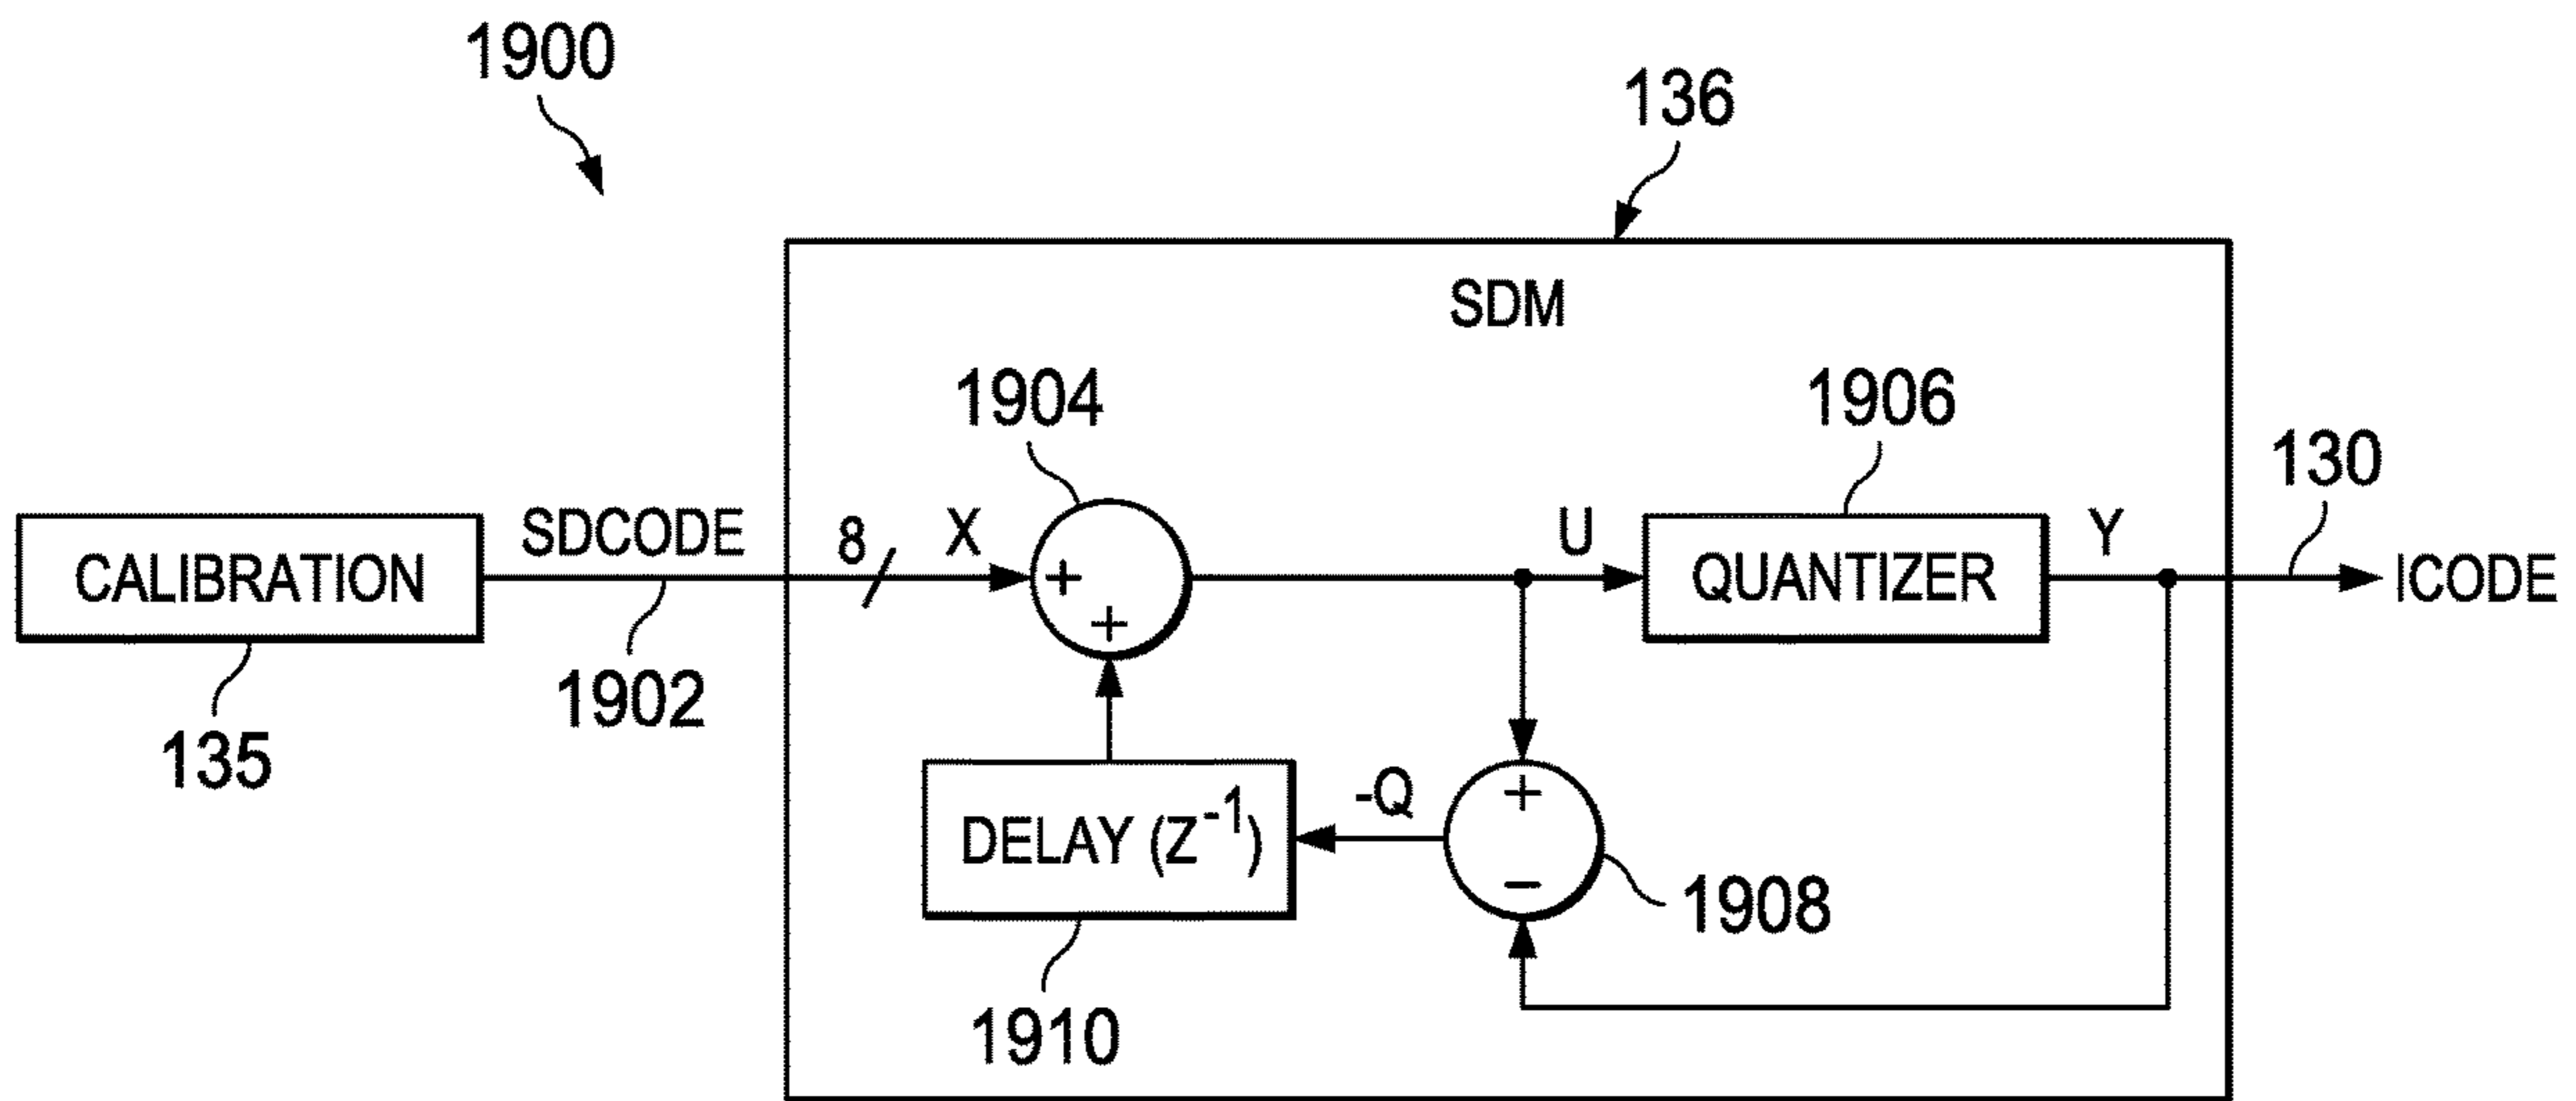 1900
136
SDM
1904
1906
130
CALIBRATION
SDCODE
8
X
+
+
U
QUANTIZER
Y
ICODE
1902
135
DELAY (Z⁻¹)
-Q
+
−
1908
1910